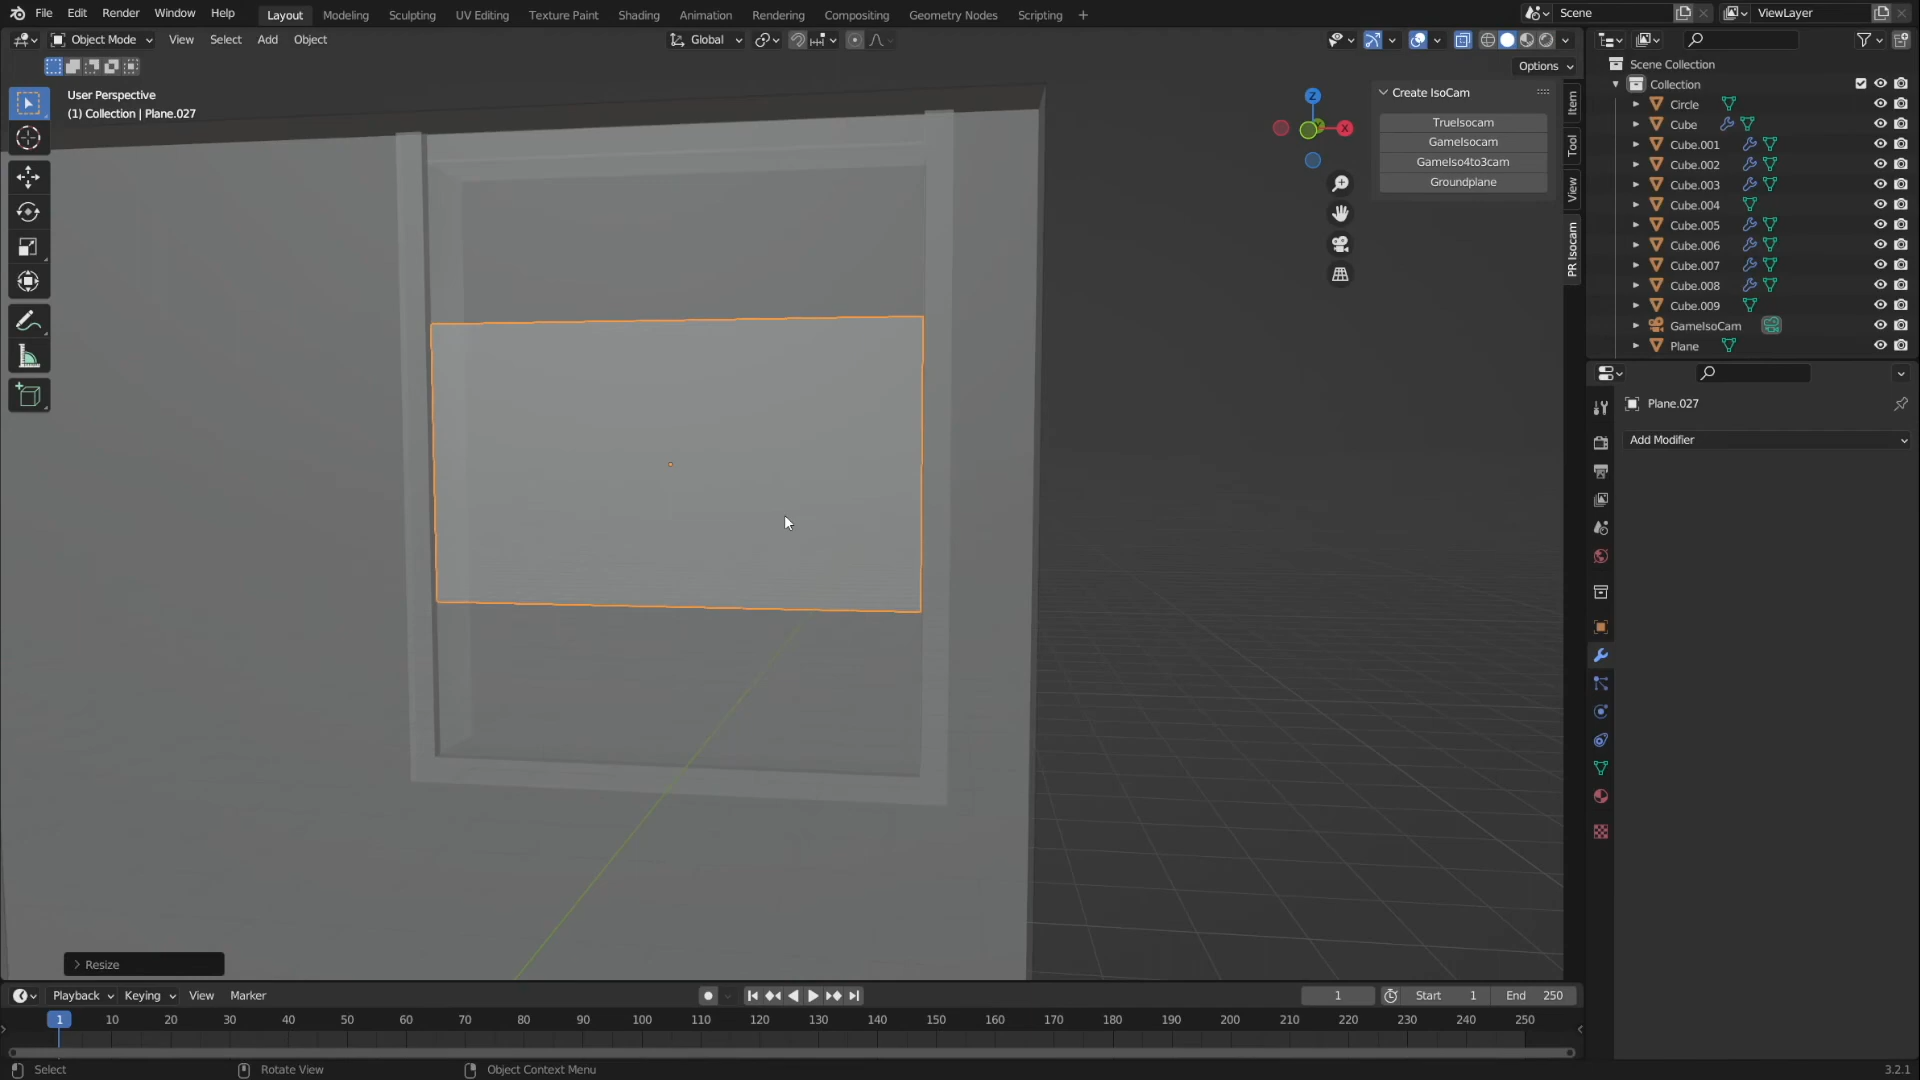 File Edit Render Window Help Layout Modeling Sculpting UV Editing Texture Paint Shading Animation Rendering Compositing Geometry Nodes Scripting + Scene ViewLayer
Object Mode View Select Add Object Global
Options
User Perspective
(1) Collection | Plane.027
Create IsoCam
TrueIsocam
GameIsocam
GameIso4to3cam
Groundplane
Z
X
Item
Tool
View
PR Isocam
Scene Collection
Collection
Circle
Cube
Cube.001
Cube.002
Cube.003
Cube.004
Cube.005
Cube.006
Cube.007
Cube.008
Cube.009
GameIsoCam
Plane
Plane.027
Add Modifier
Resize
Playback Keying View Marker 1 Start 1 End 250
1 10 20 30 40 50 60 70 80 90 100 110 120 130 140 150 160 170 180 190 200 210 220 230 240 250
Select Rotate View Object Context Menu 3.2.1